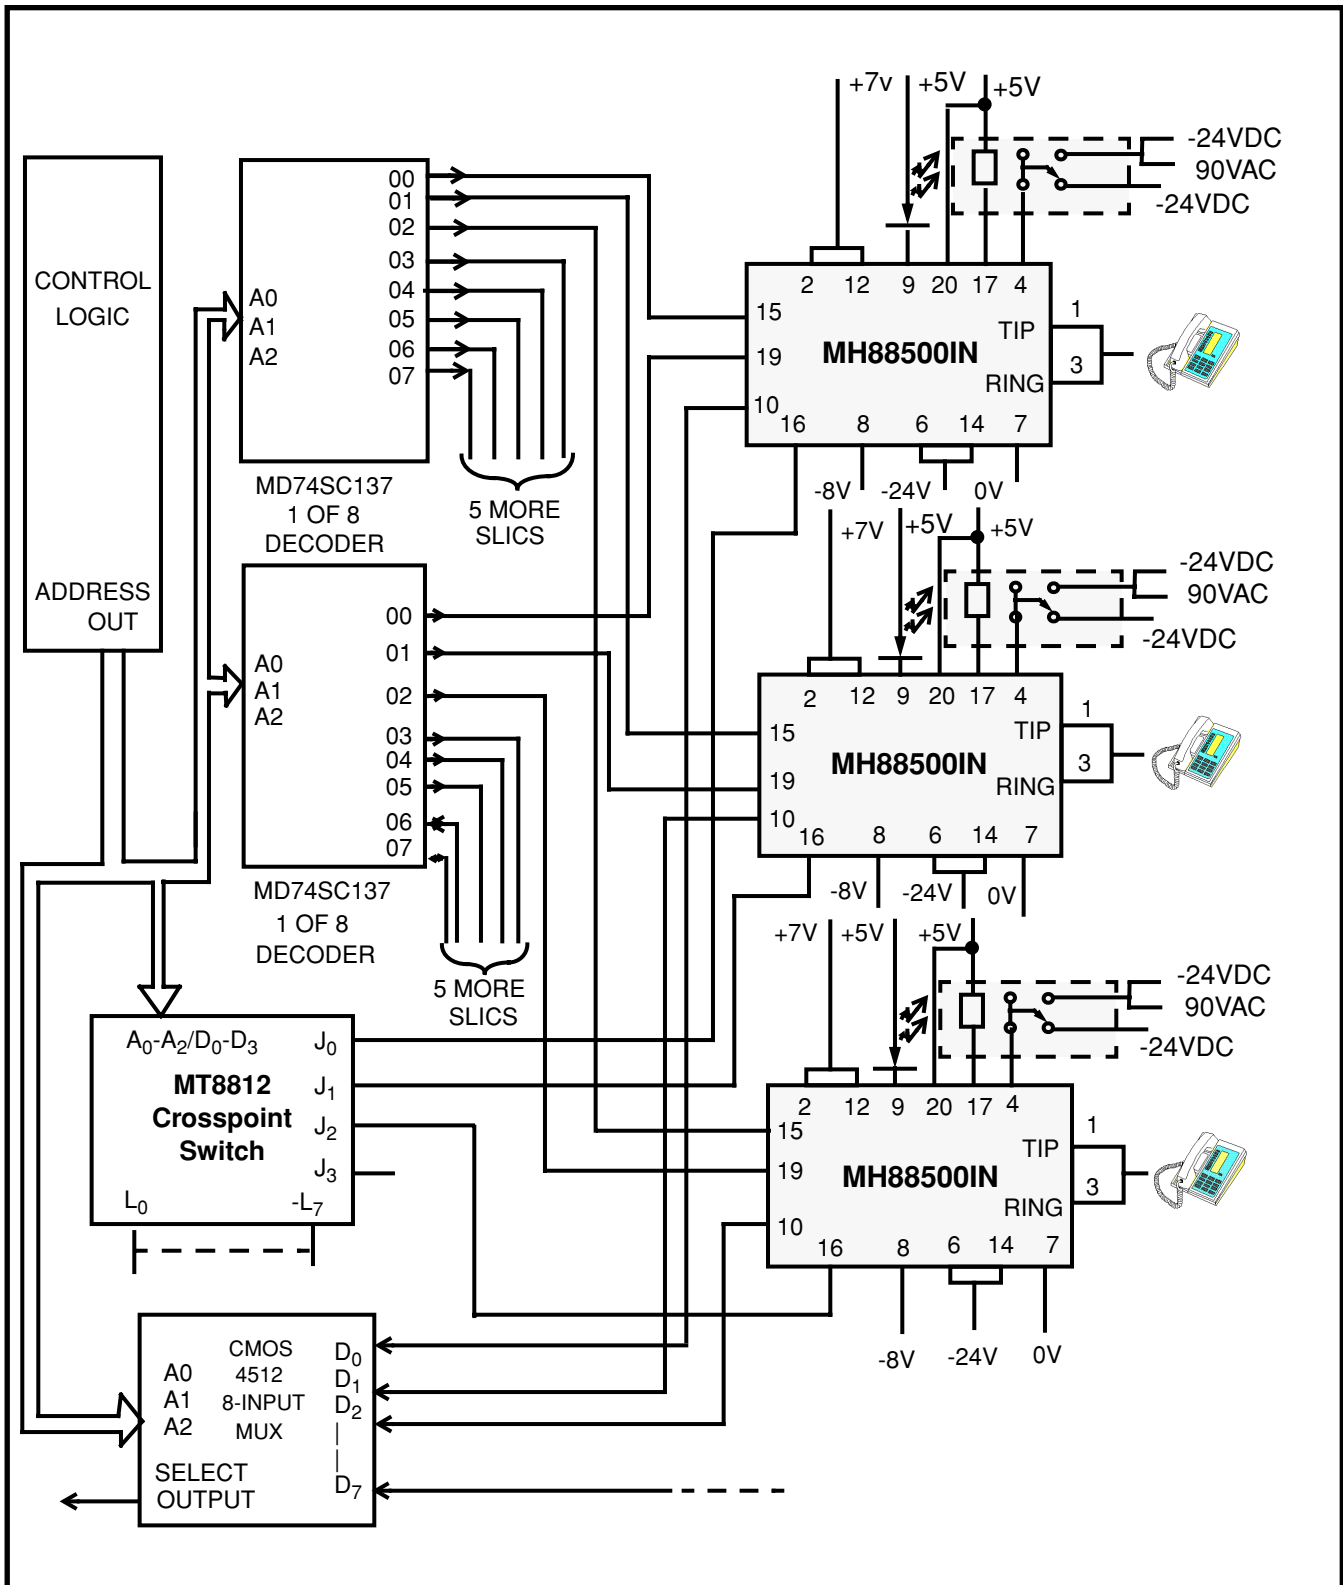 CONTROL
LOGIC
ADDRESS
OUT
A0
A1
A2
00
01
02
03
04
05
06
07
MD74SC137
1 OF 8
DECODER
5 MORE
SLICS
A0
A1
A2
00
01
02
03
04
05
06
07
MD74SC137
1 OF 8
DECODER
5 MORE
SLICS
A0-A2/D0-D3
MT8812
Crosspoint
Switch
J0
J1
J2
J3
L0
-L7
CMOS
4512
8-INPUT
MUX
A0
A1
A2
SELECT
OUTPUT
D0
D1
D2
|
|
D7
+7v
+5V
+5V
-24VDC
90VAC
-24VDC
2 12 9 20 17 4
15
19
10
MH88500IN
TIP
RING
1
3
16 8 6 14 7
-8V
-24V
0V
+7V
+5V
+5V
-24VDC
90VAC
-24VDC
2 12 9 20 17 4
15
19
10
MH88500IN
TIP
RING
1
3
16 8 6 14 7
-8V
-24V
0V
+7V
+5V
+5V
-24VDC
90VAC
-24VDC
2 12 9 20 17 4
15
19
10
MH88500IN
TIP
RING
1
3
16 8 6 14 7
-8V
-24V
0V